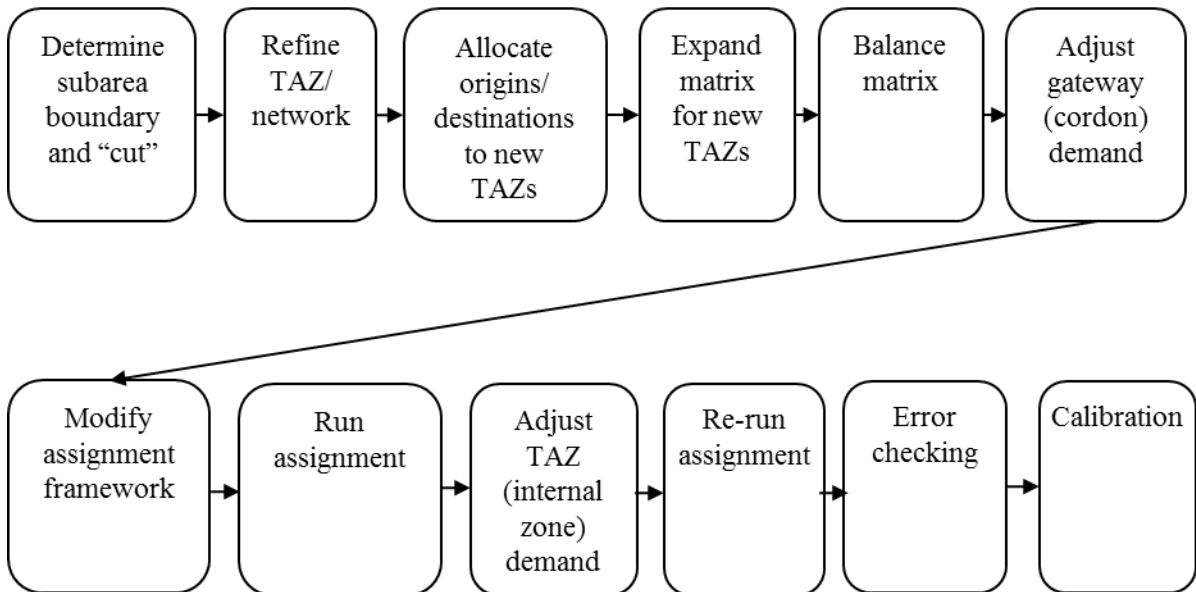 Determine
subarea
boundary
and “cut”
Refine
TAZ/
network
Allocate
origins/
destinations
to new
TAZs
Expand
matrix
for new
TAZs
Balance
matrix
Adjust
gateway
(cordon)
demand
Modify
assignment
framework
Run
assignment
Adjust
TAZ
(internal
zone)
demand
Re-run
assignment
Error
checking
Calibration